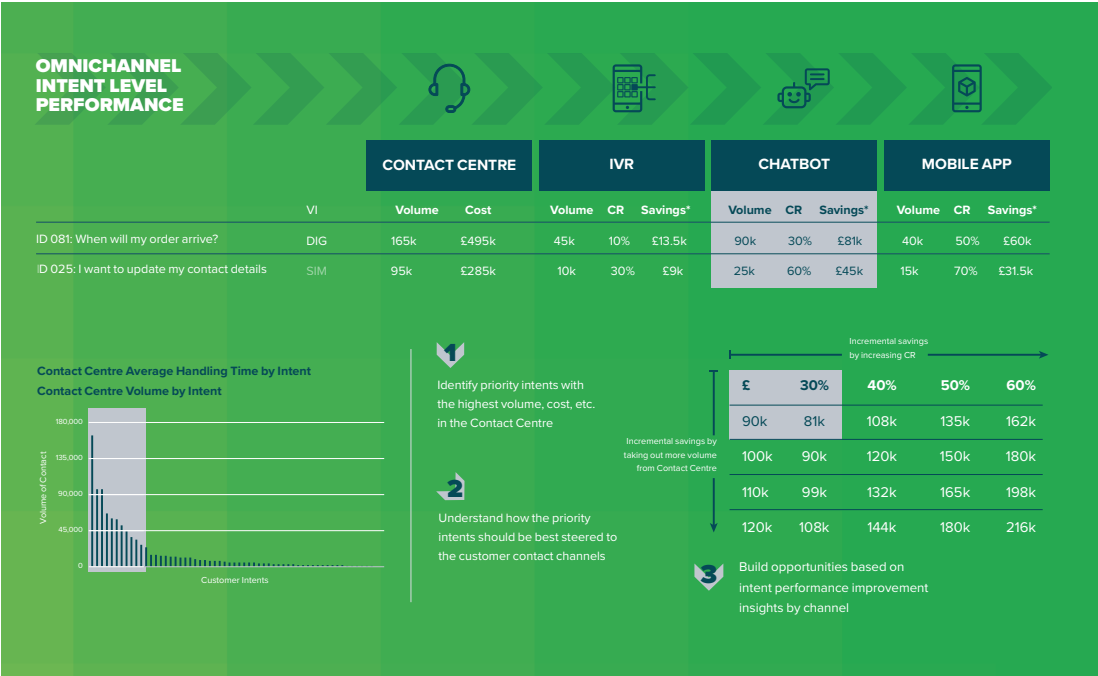 OMNICHANNEL
INTENT LEVEL
PERFORMANCE
CONTACT CENTRE IVR CHATBOT MOBILE APP
VI Volume Cost Volume CR Savings* Volume CR Savings* Volume CR Savings*
ID 081: When will my order arrive? DIG 165k £495k 45k 10% £13.5k 90k 30% £81k 40k 50% £60k
ID 025: I want to update my contact details SIM 95k £285k 10k 30% £9k 25k 60% £45k 15k 70% £31.5k
Contact Centre Average Handling Time by Intent
Contact Centre Volume by Intent
Volume of Contact
180,000
135,000
90,000
45,000
0
Customer Intents
1
Identify priority intents with
the highest volume, cost, etc.
in the Contact Centre
2
Understand how the priority
intents should be best steered to
the customer contact channels
Incremental savings
by increasing CR
Incremental savings by
taking out more volume
from Contact Centre
£ 30% 40% 50% 60%
90k 81k 108k 135k 162k
100k 90k 120k 150k 180k
110k 99k 132k 165k 198k
120k 108k 144k 180k 216k
3
Build opportunities based on
intent performance improvement
insights by channel